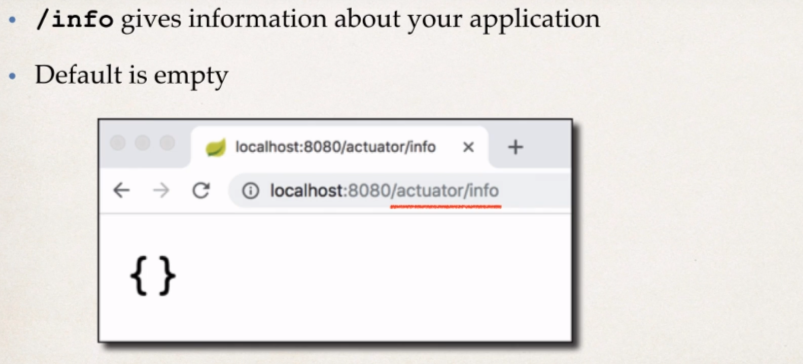 • /info gives information about your application
• Default is empty
localhost:8080/actuator/info × +
localhost:8080/actuator/info
{}